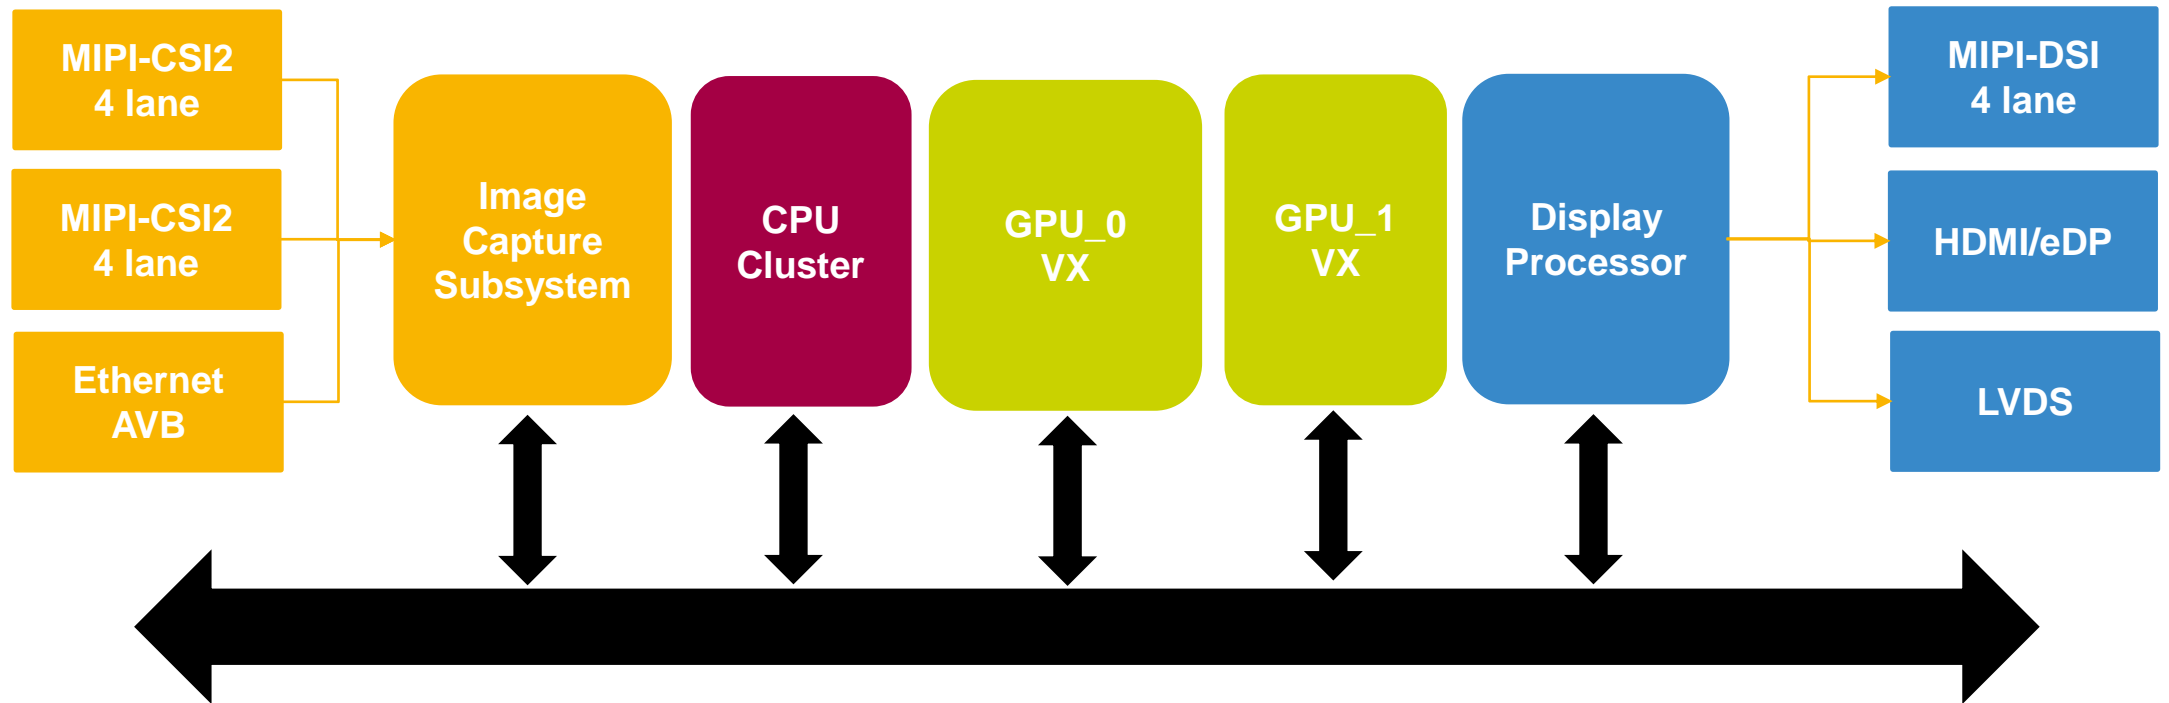 MIPI-CSI2
4 lane
MIPI-CSI2
4 lane
Ethernet
AVB
Image
Capture
Subsystem
CPU
Cluster
GPU_0
VX
GPU_1
VX
Display
Processor
MIPI-DSI
4 lane
HDMI/eDP
LVDS